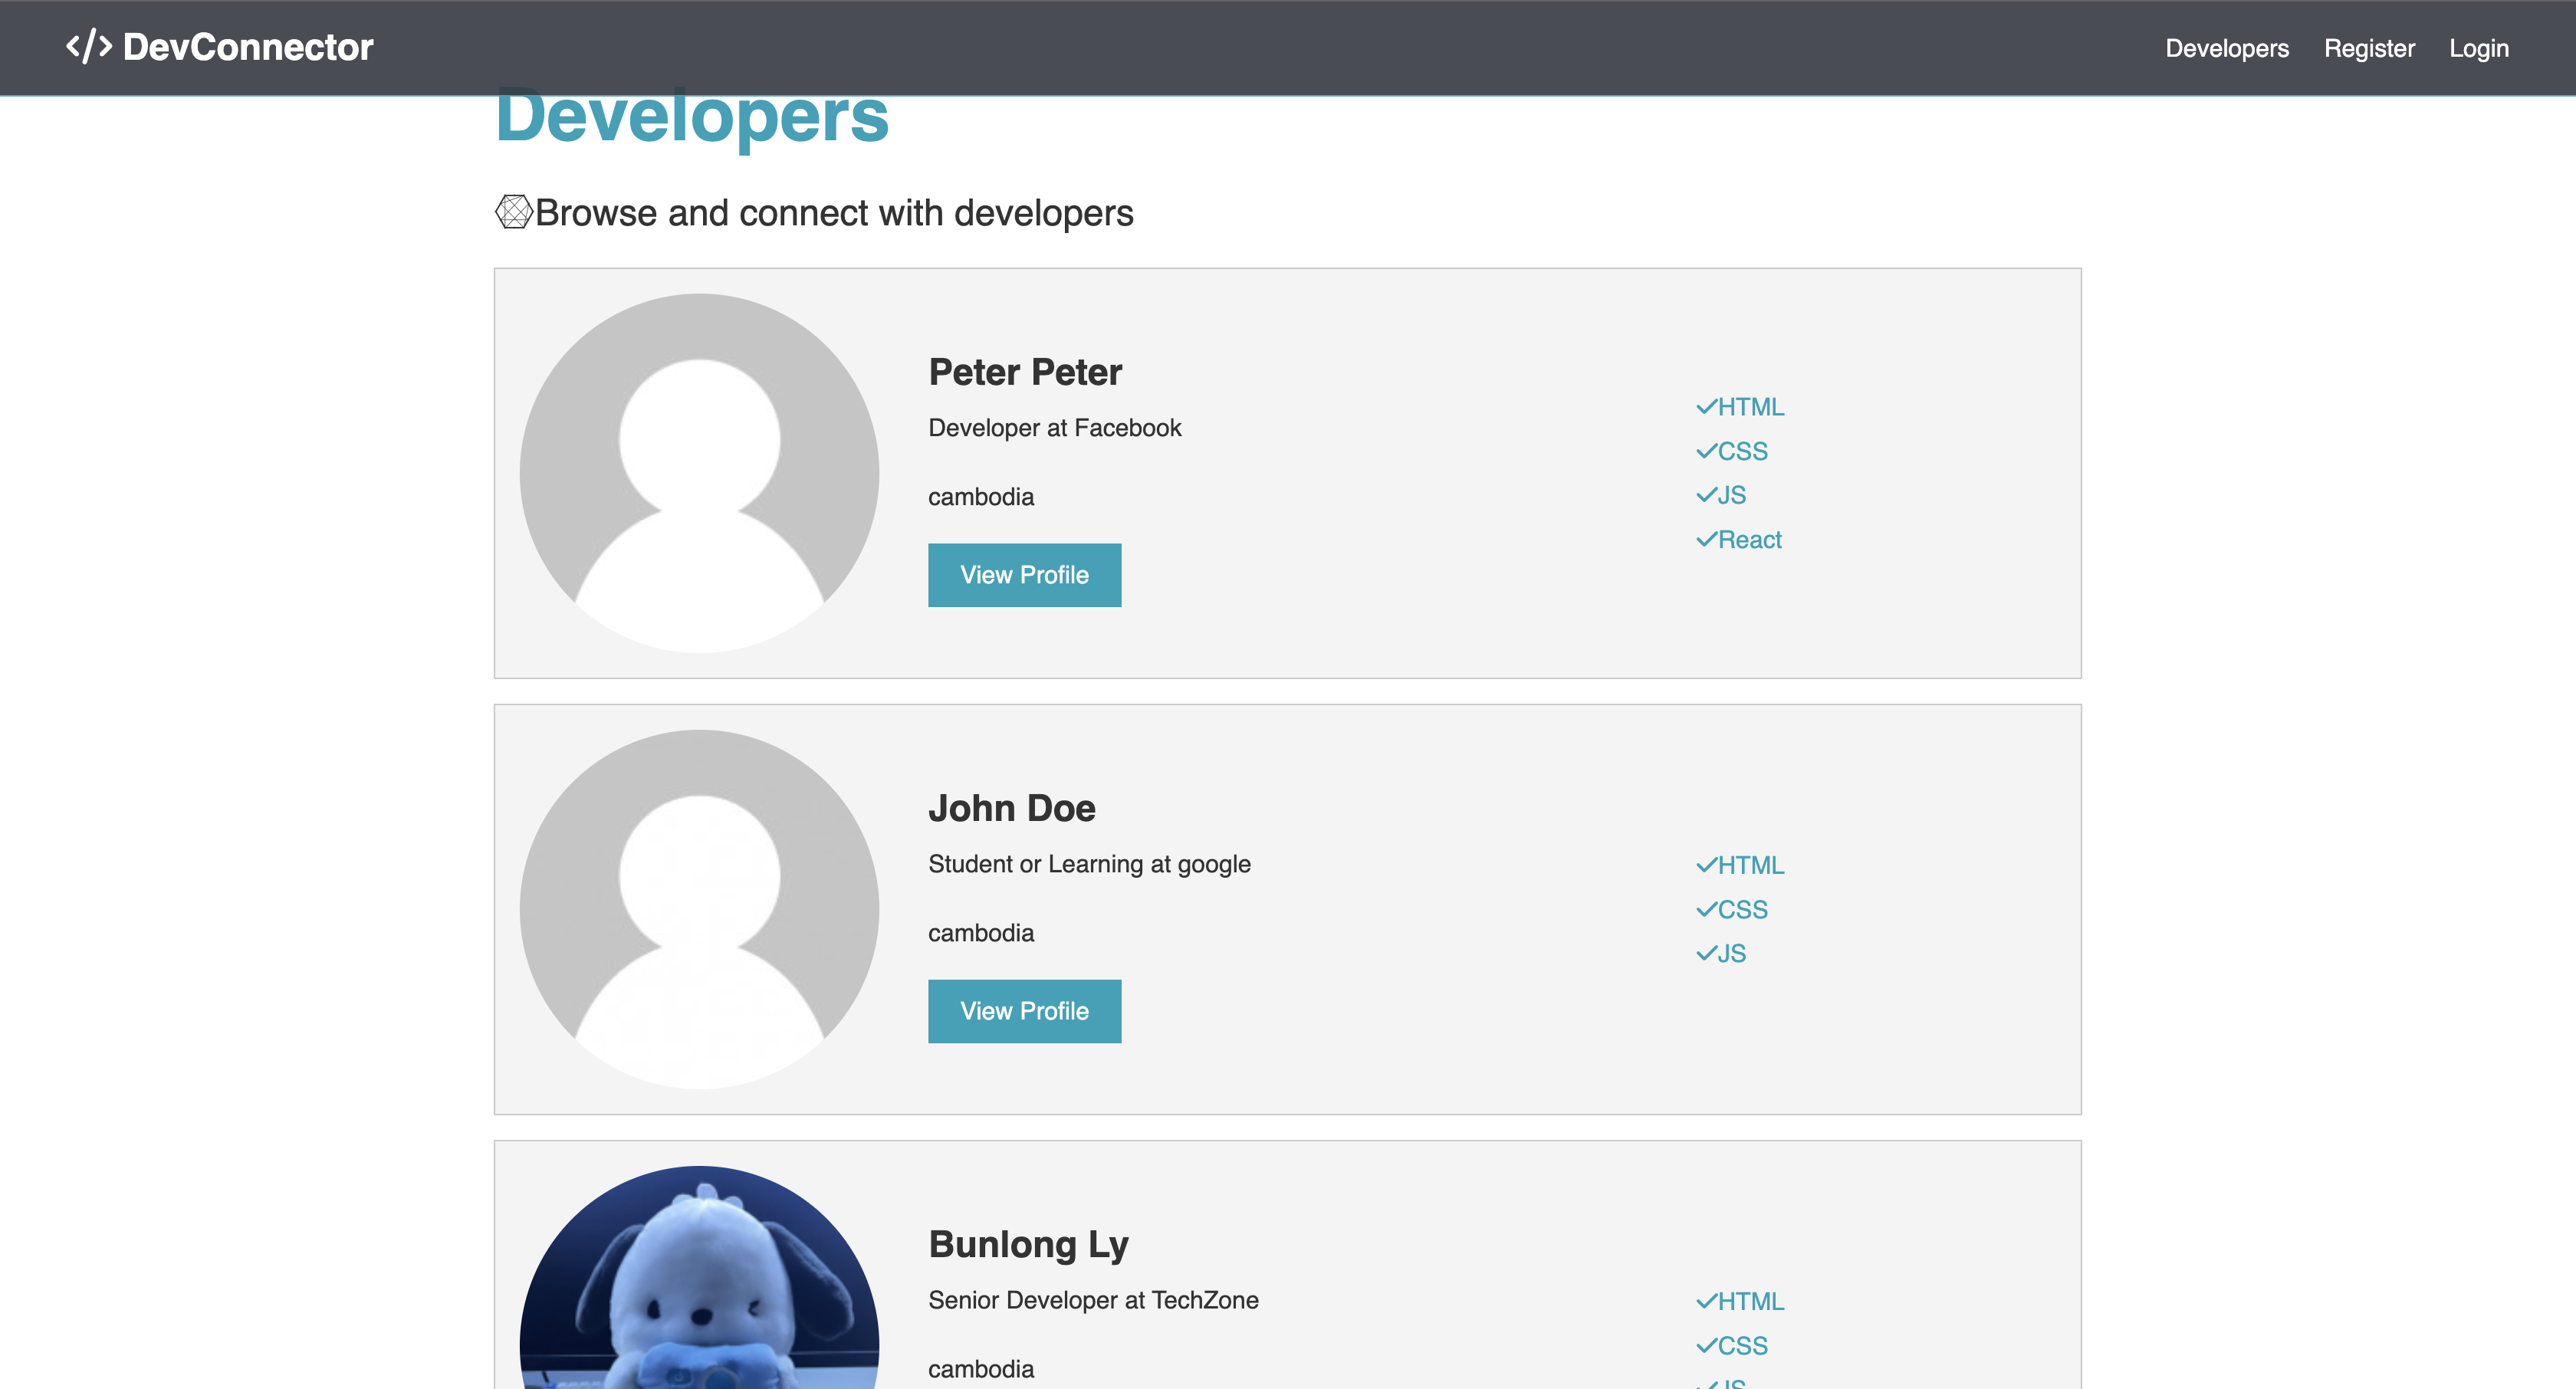 </> DevConnector
Developers Register Login
Developers
Browse and connect with developers
Peter Peter
Developer at Facebook
cambodia
View Profile
HTML
CSS
JS
React
John Doe
Student or Learning at google
cambodia
View Profile
HTML
CSS
JS
Bunlong Ly
Senior Developer at TechZone
cambodia
HTML
CSS
JS